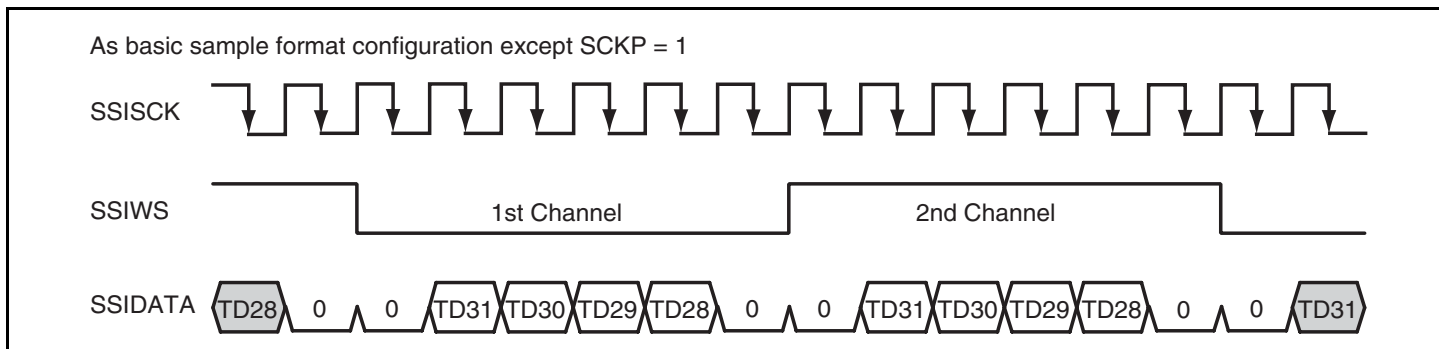 As basic sample format configuration except SCKP = 1
SSISCK
SSIWS 1st Channel 2nd Channel
SSIDATA TD28 0 0 TD31 TD30 TD29 TD28 0 0 TD31 TD30 TD29 TD28 0 0 TD31